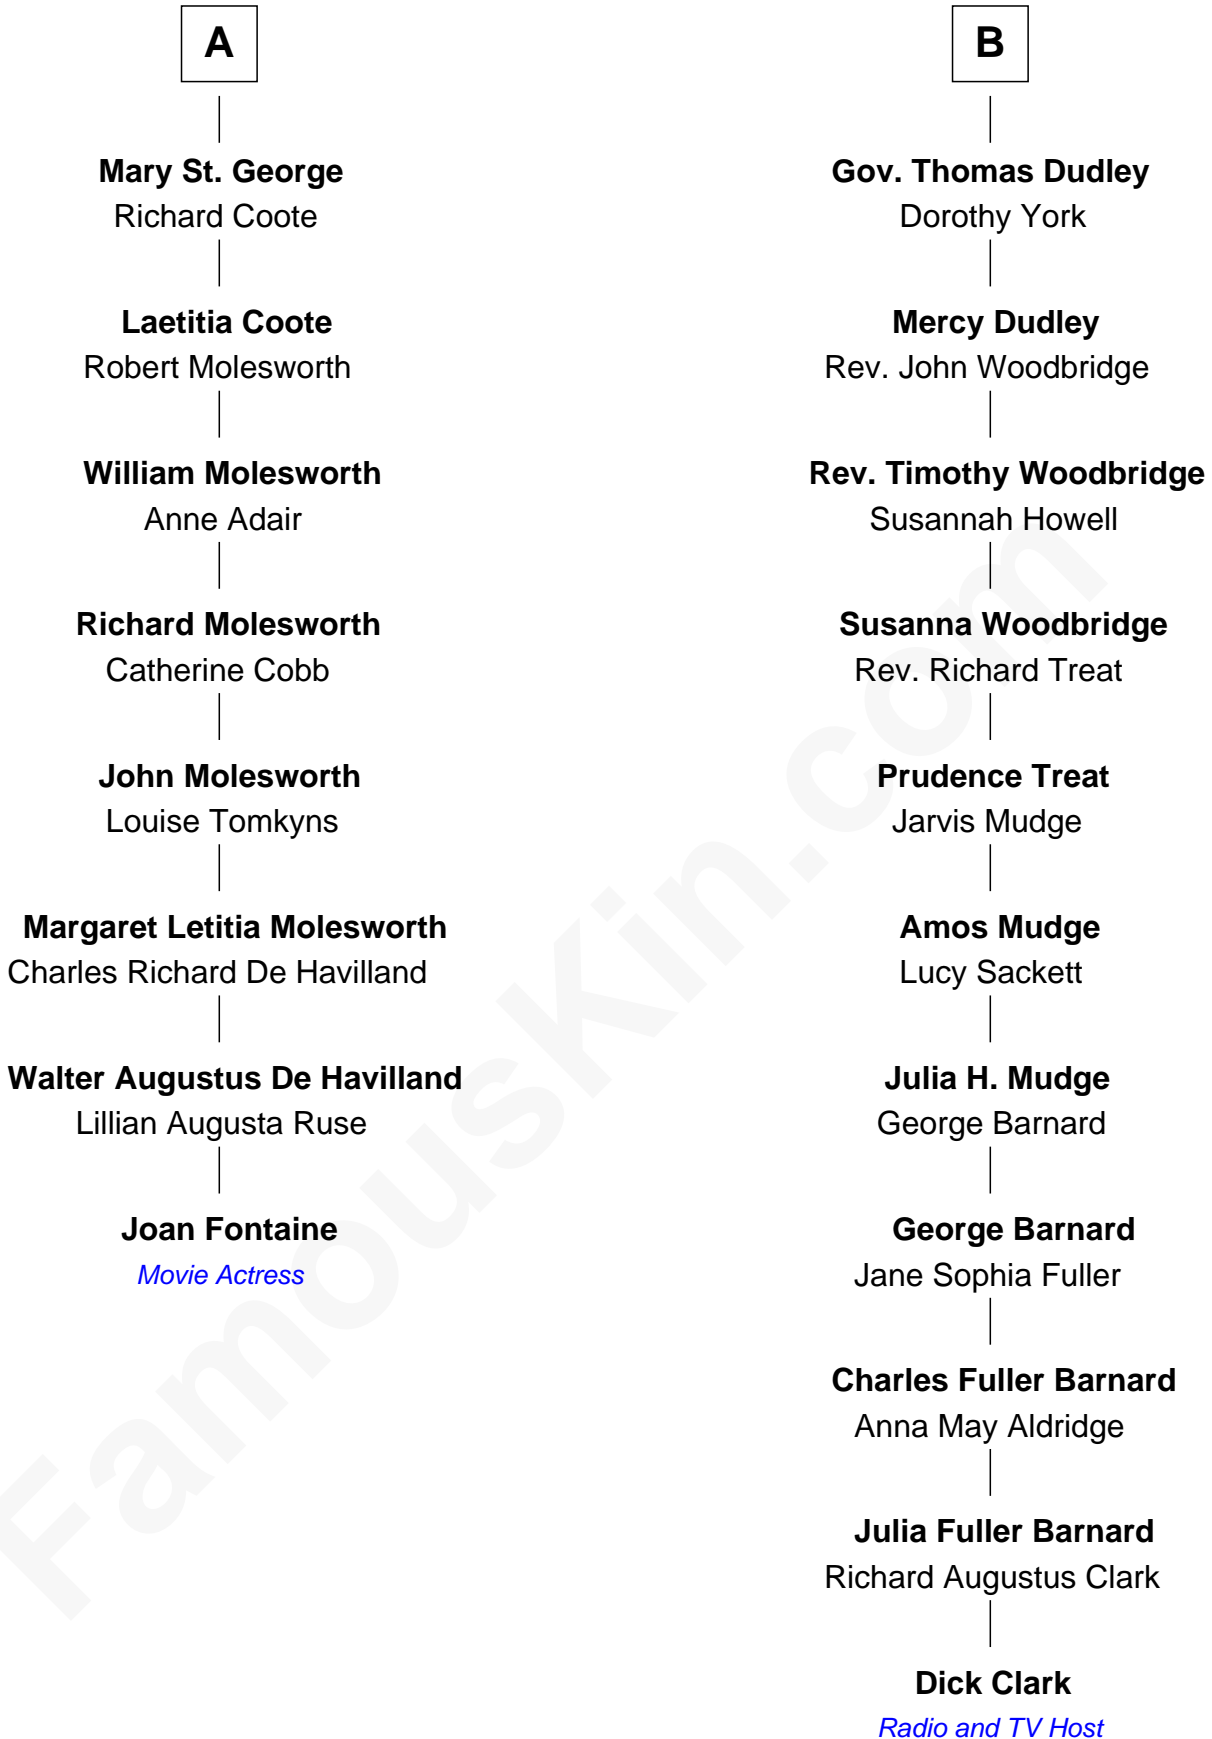 A
Mary St. George
Richard Coote
Laetitia Coote
Robert Molesworth
William Molesworth
Anne Adair
Richard Molesworth
Catherine Cobb
John Molesworth
Louise Tomkyns
Margaret Letitia Molesworth
Charles Richard De Havilland
Walter Augustus De Havilland
Lillian Augusta Ruse
Joan Fontaine
Movie Actress
B
Gov. Thomas Dudley
Dorothy York
Mercy Dudley
Rev. John Woodbridge
Rev. Timothy Woodbridge
Susannah Howell
Susanna Woodbridge
Rev. Richard Treat
Prudence Treat
Jarvis Mudge
Amos Mudge
Lucy Sackett
Julia H. Mudge
George Barnard
George Barnard
Jane Sophia Fuller
Charles Fuller Barnard
Anna May Aldridge
Julia Fuller Barnard
Richard Augustus Clark
Dick Clark
Radio and TV Host
FamousKin.com